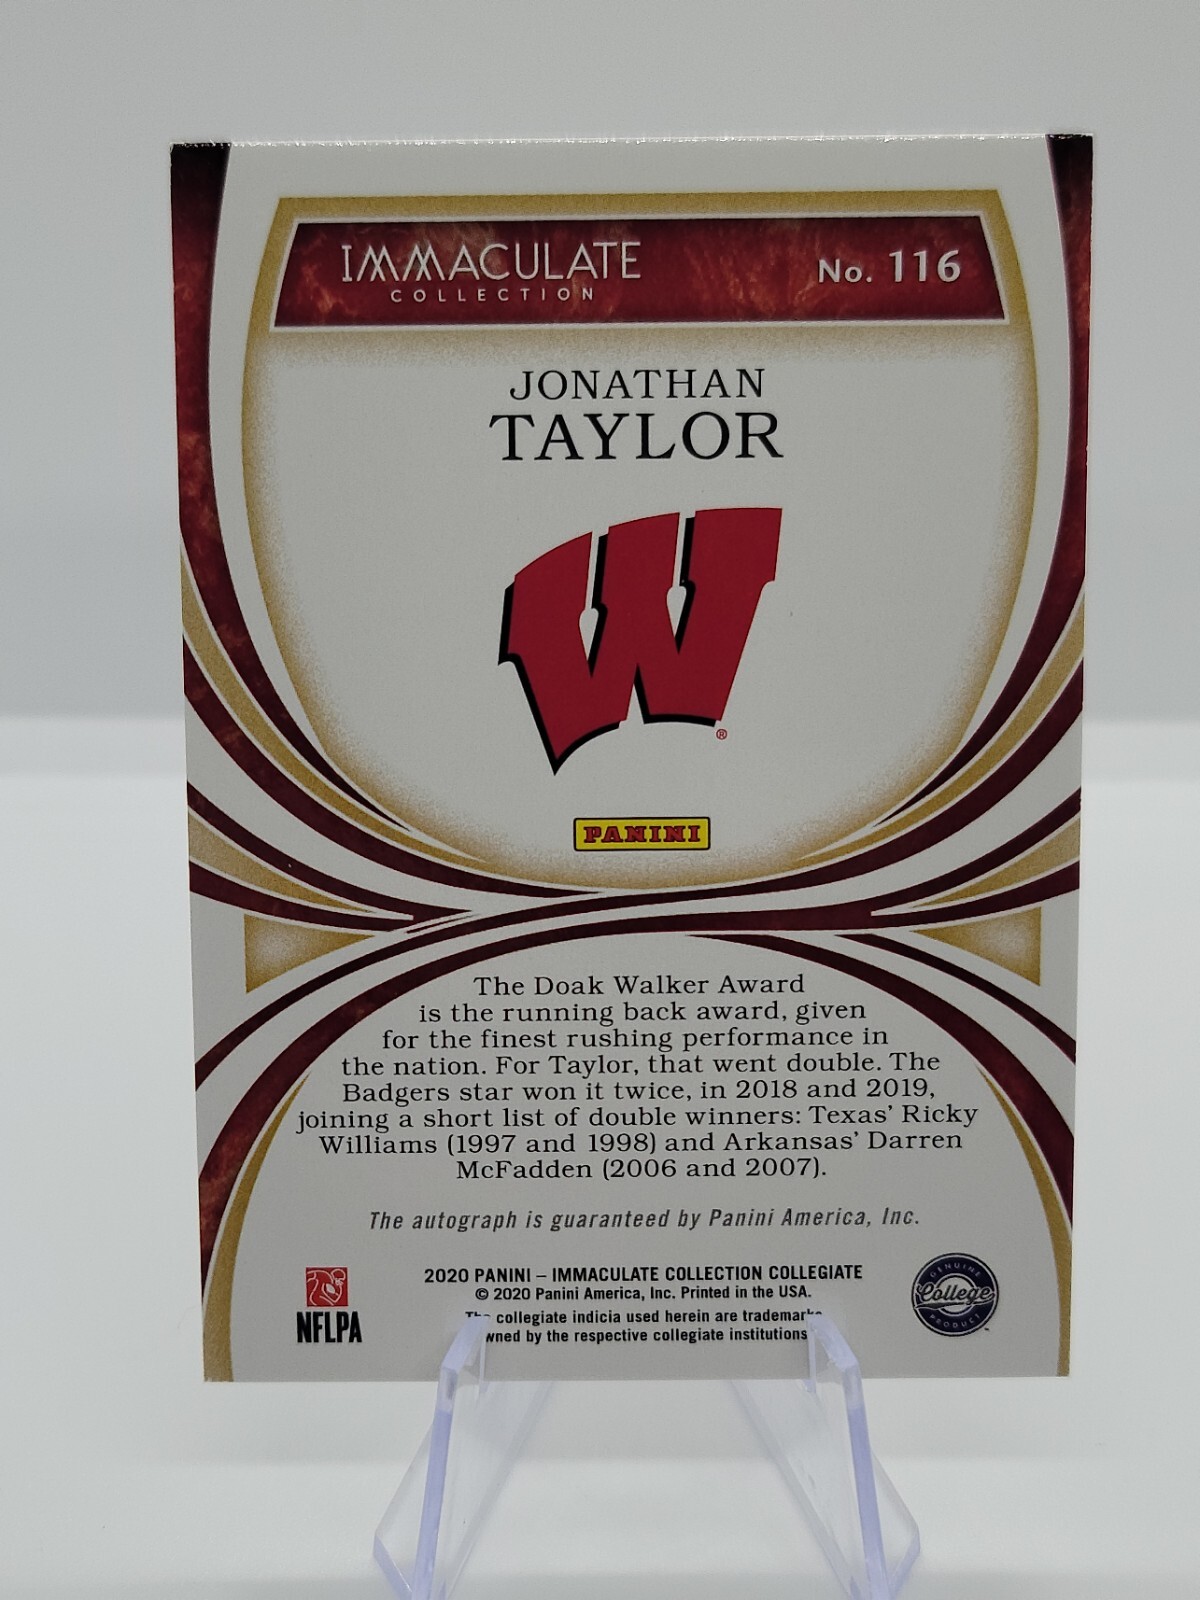 IMMACULATE
COLLECTION
No. 116
JONATHAN
TAYLOR
W
®
PANINI
The Doak Walker Award
is the running back award, given
for the finest rushing performance in
the nation. For Taylor, that went double. The
Badgers star won it twice, in 2018 and 2019,
joining a short list of double winners: Texas' Ricky
Williams (1997 and 1998) and Arkansas' Darren
McFadden (2006 and 2007).
The autograph is guaranteed by Panini America, Inc.
2020 PANINI – IMMACULATE COLLECTION COLLEGIATE
© 2020 Panini America, Inc. Printed in the USA.
collegiate indicia used herein are
by the respective collegiate institutions
NFLPA
GENUINE
College
PRODUCT